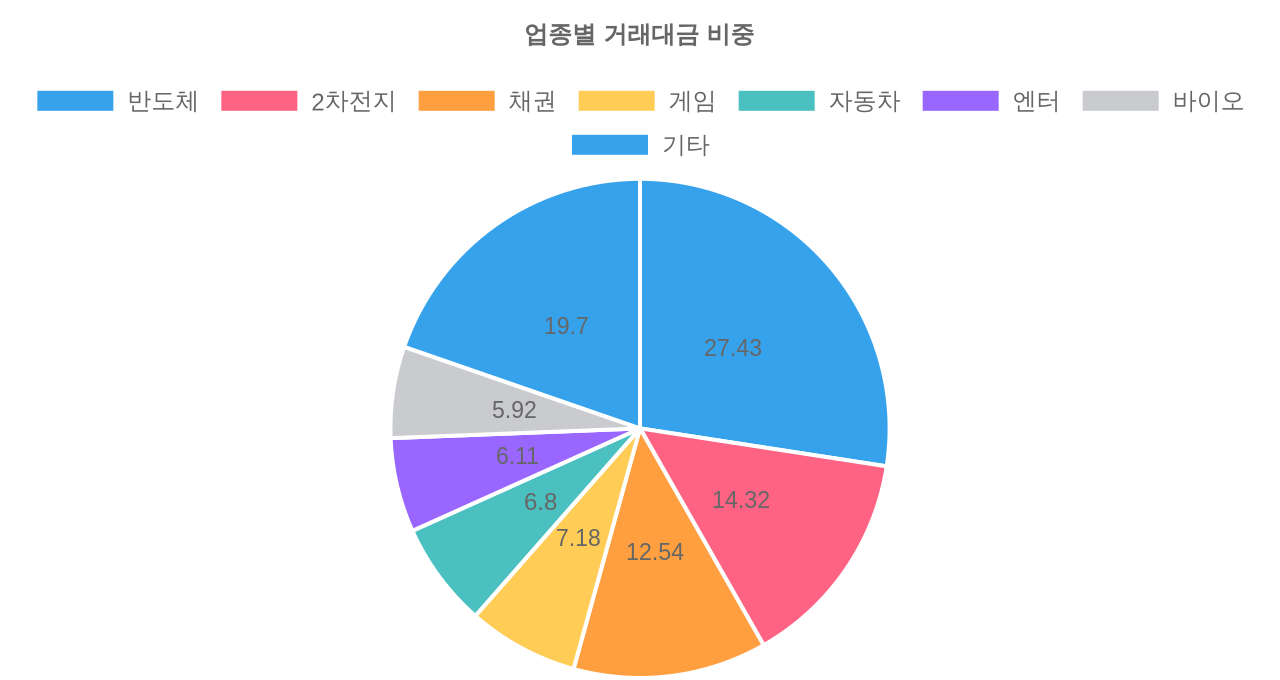 업종별 거래대금 비중
반도체 2차전지 채권 게임 자동차 엔터 바이오
기타
19.7
27.43
5.92
6.11
6.8
14.32
7.18
12.54